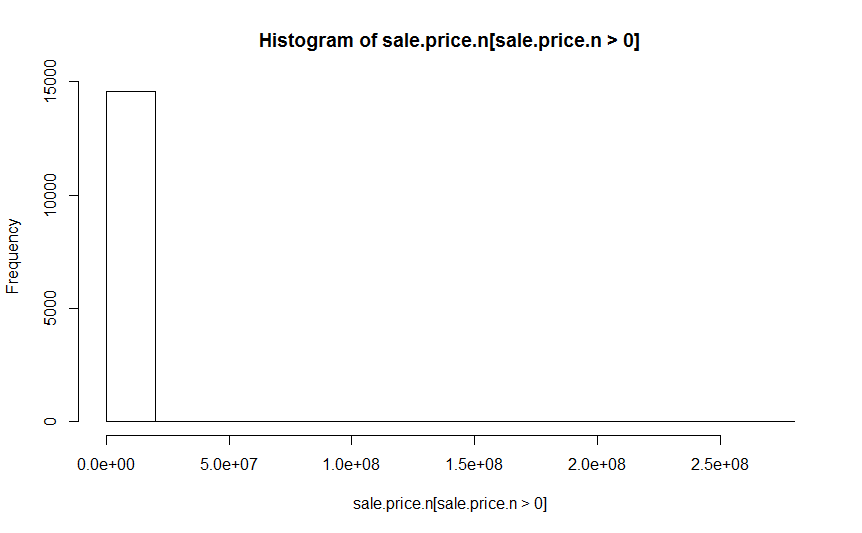 Histogram of sale.price.n[sale.price.n > 0]
Frequency
15000
10000
5000
0
0.0e+00 5.0e+07 1.0e+08 1.5e+08 2.0e+08 2.5e+08
sale.price.n[sale.price.n > 0]